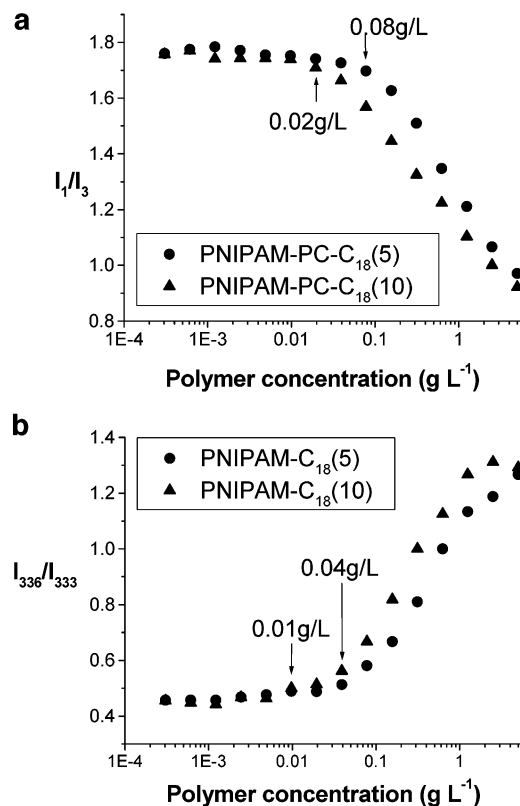 a
1.8
1.6
1.4
1.2
1.0
0.8
I₁/I₃
0.08g/L
0.02g/L
PNIPAM-PC-C₁₈(5)
PNIPAM-PC-C₁₈(10)
1E-4 1E-3 0.01 0.1 1
Polymer concentration (g L⁻¹)
b
1.4
1.2
1.0
0.8
0.6
0.4
I₃₃₆/I₃₃₃
PNIPAM-C₁₈(5)
PNIPAM-C₁₈(10)
0.04g/L
0.01g/L
1E-4 1E-3 0.01 0.1 1
Polymer concentration (g L⁻¹)